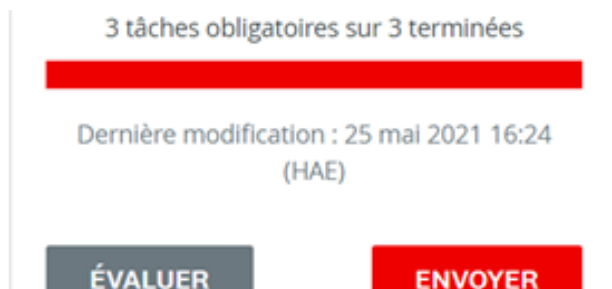 3 tâches obligatoires sur 3 terminées
Dernière modification : 25 mai 2021 16:24
(HAE)
ÉVALUER
ENVOYER